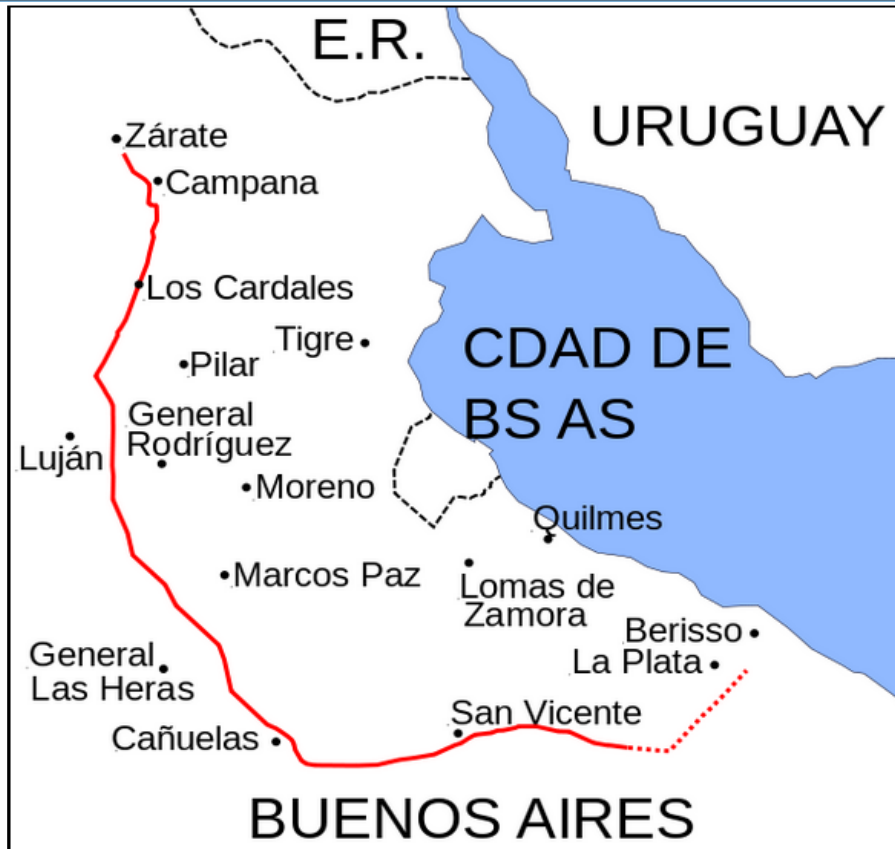 E.R.
URUGUAY
Zárate
Campana
Los Cardales
Tigre
Pilar
CDAD DE
BS AS
General
Rodríguez
Luján
Moreno
Quilmes
Marcos Paz
Lomas de
Zamora
Berisso
La Plata
General
Las Heras
San Vicente
Cañuelas
BUENOS AIRES